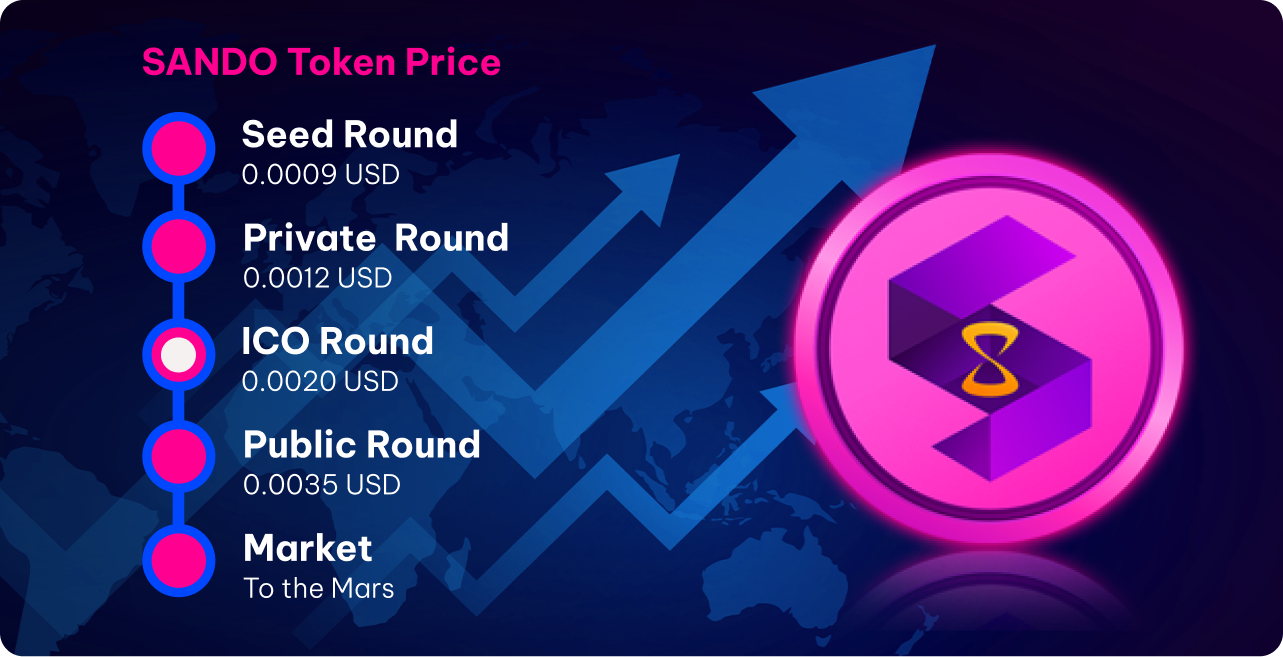 SANDO Token Price
Seed Round
0.0009 USD
Private Round
0.0012 USD
ICO Round
0.0020 USD
Public Round
0.0035 USD
Market
To the Mars